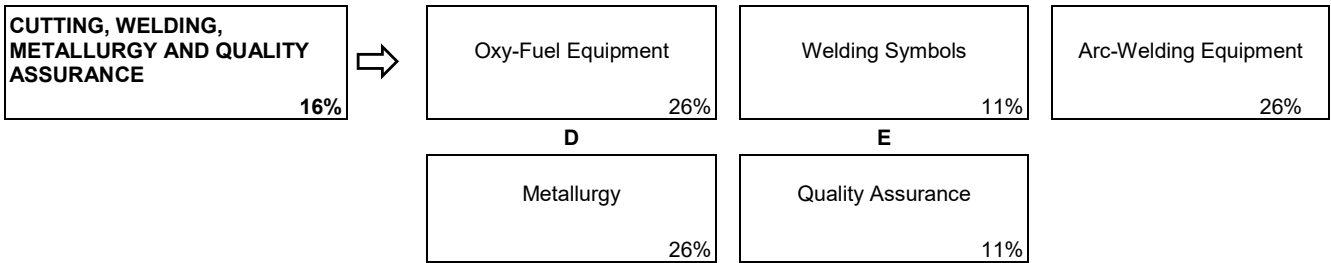 CUTTING, WELDING,
METALLURGY AND QUALITY
ASSURANCE
16%
Oxy-Fuel Equipment
26%
Welding Symbols
11%
Arc-Welding Equipment
26%
D
E
Metallurgy
26%
Quality Assurance
11%